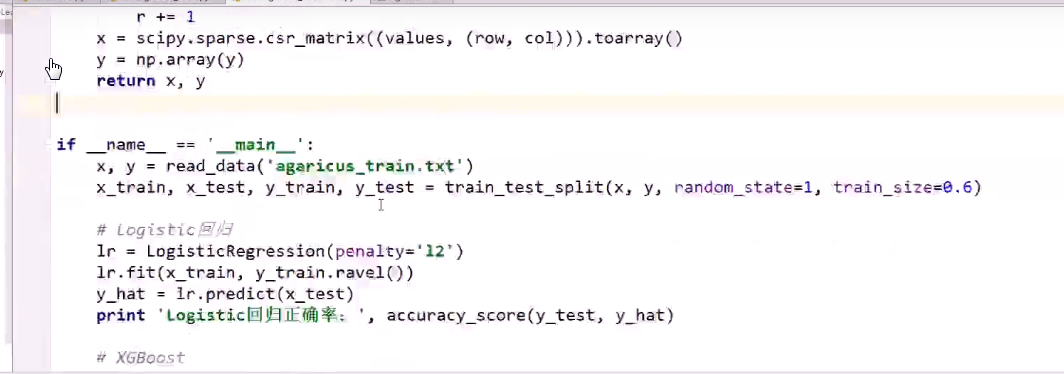 r += 1
x = scipy.sparse.csr_matrix((values, (row, col))).toarray()
y = np.array(y)
return x, y
if __name__ == '__main__':
x, y = read_data('agaricus_train.txt')
x_train, x_test, y_train, y_test = train_test_split(x, y, random_state=1, train_size=0.6)
# Logistic回归
lr = LogisticRegression(penalty='l2')
lr.fit(x_train, y_train.ravel())
y_hat = lr.predict(x_test)
print 'Logistic回归正确率：', accuracy_score(y_test, y_hat)
# XGBoost